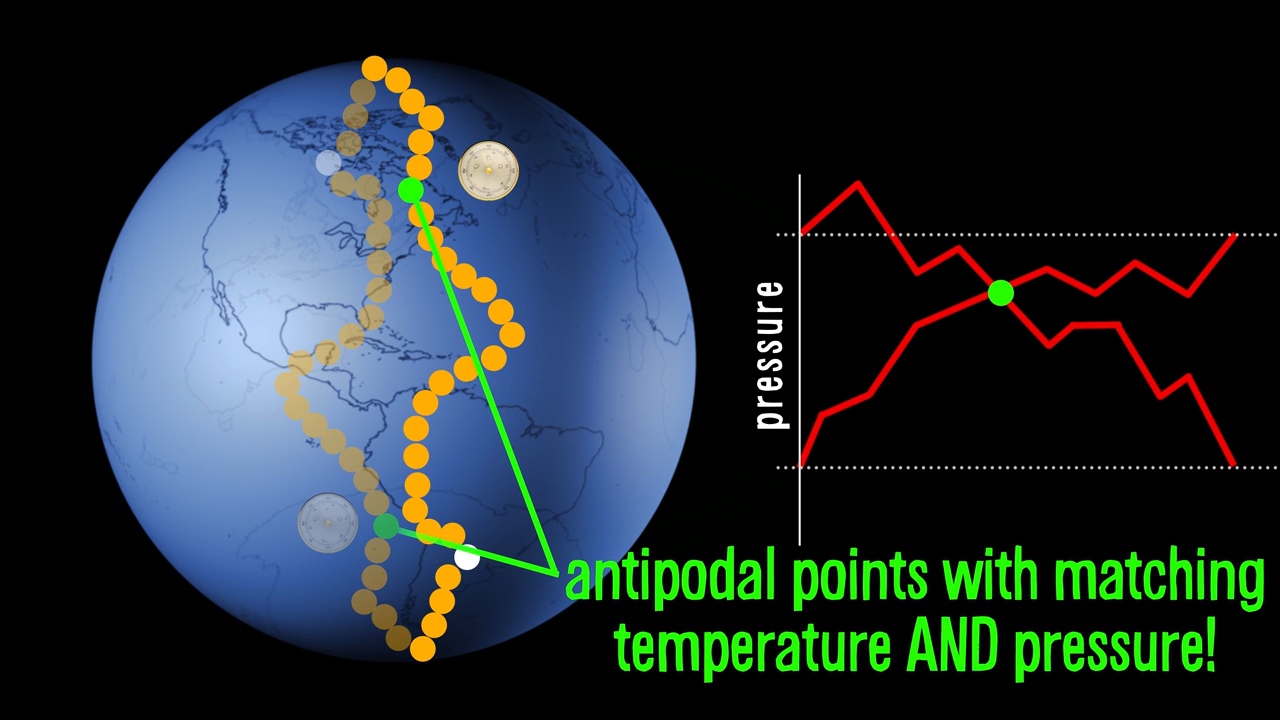 pressure
antipodal points with matching
temperature AND pressure!